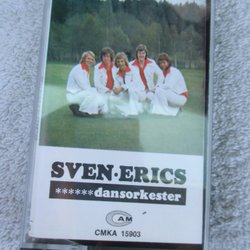 SVEN·ERICS
******dansorkester
CAM
CMKA 15903